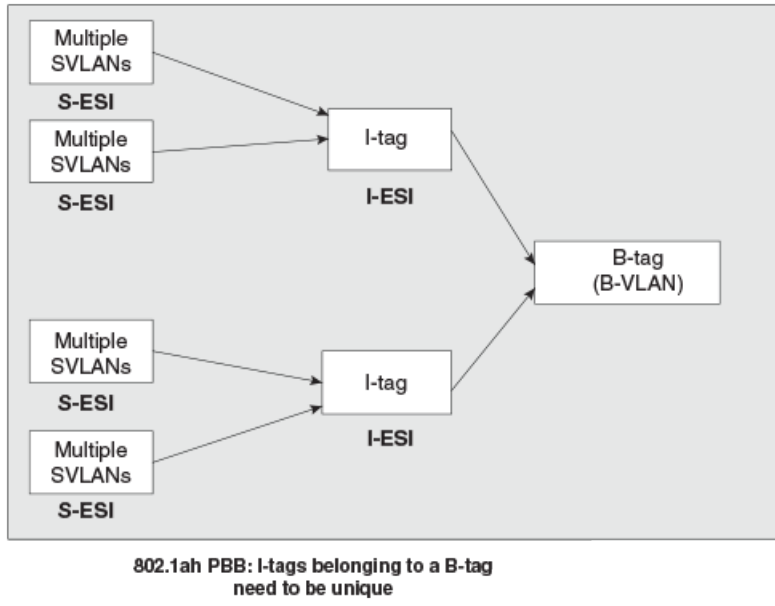 Multiple
SVLANs
S-ESI
Multiple
SVLANs
S-ESI
I-tag
I-ESI
B-tag
(B-VLAN)
Multiple
SVLANs
S-ESI
Multiple
SVLANs
S-ESI
I-tag
I-ESI
802.1ah PBB: I-tags belonging to a B-tag
need to be unique